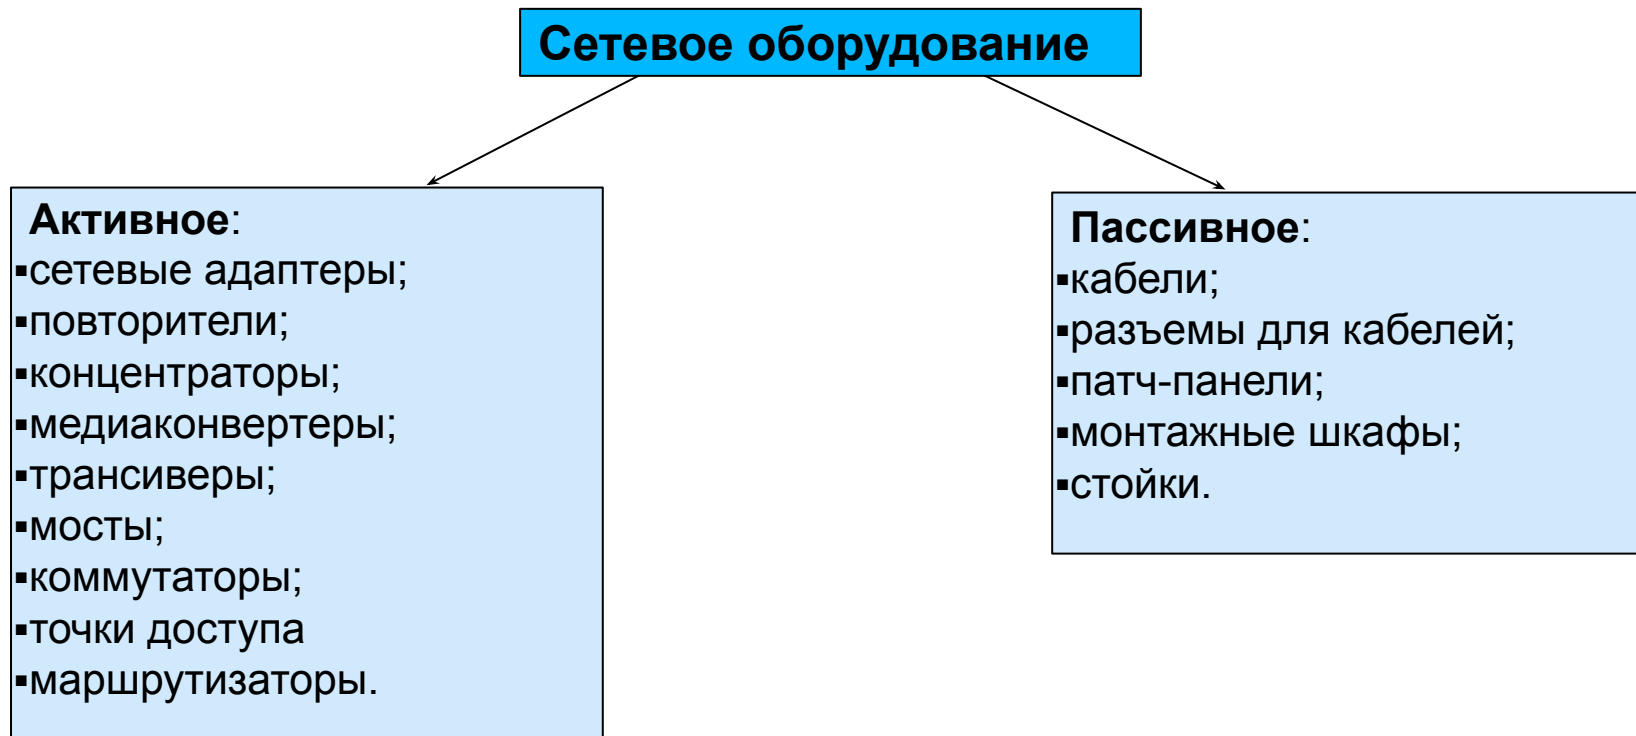 Сетевое оборудование
Активное:
▪сетевые адаптеры;
▪повторители;
▪концентраторы;
▪медиаконвертеры;
▪трансиверы;
▪мосты;
▪коммутаторы;
▪точки доступа
▪маршрутизаторы.
Пассивное:
▪кабели;
▪разъемы для кабелей;
▪патч-панели;
▪монтажные шкафы;
▪стойки.